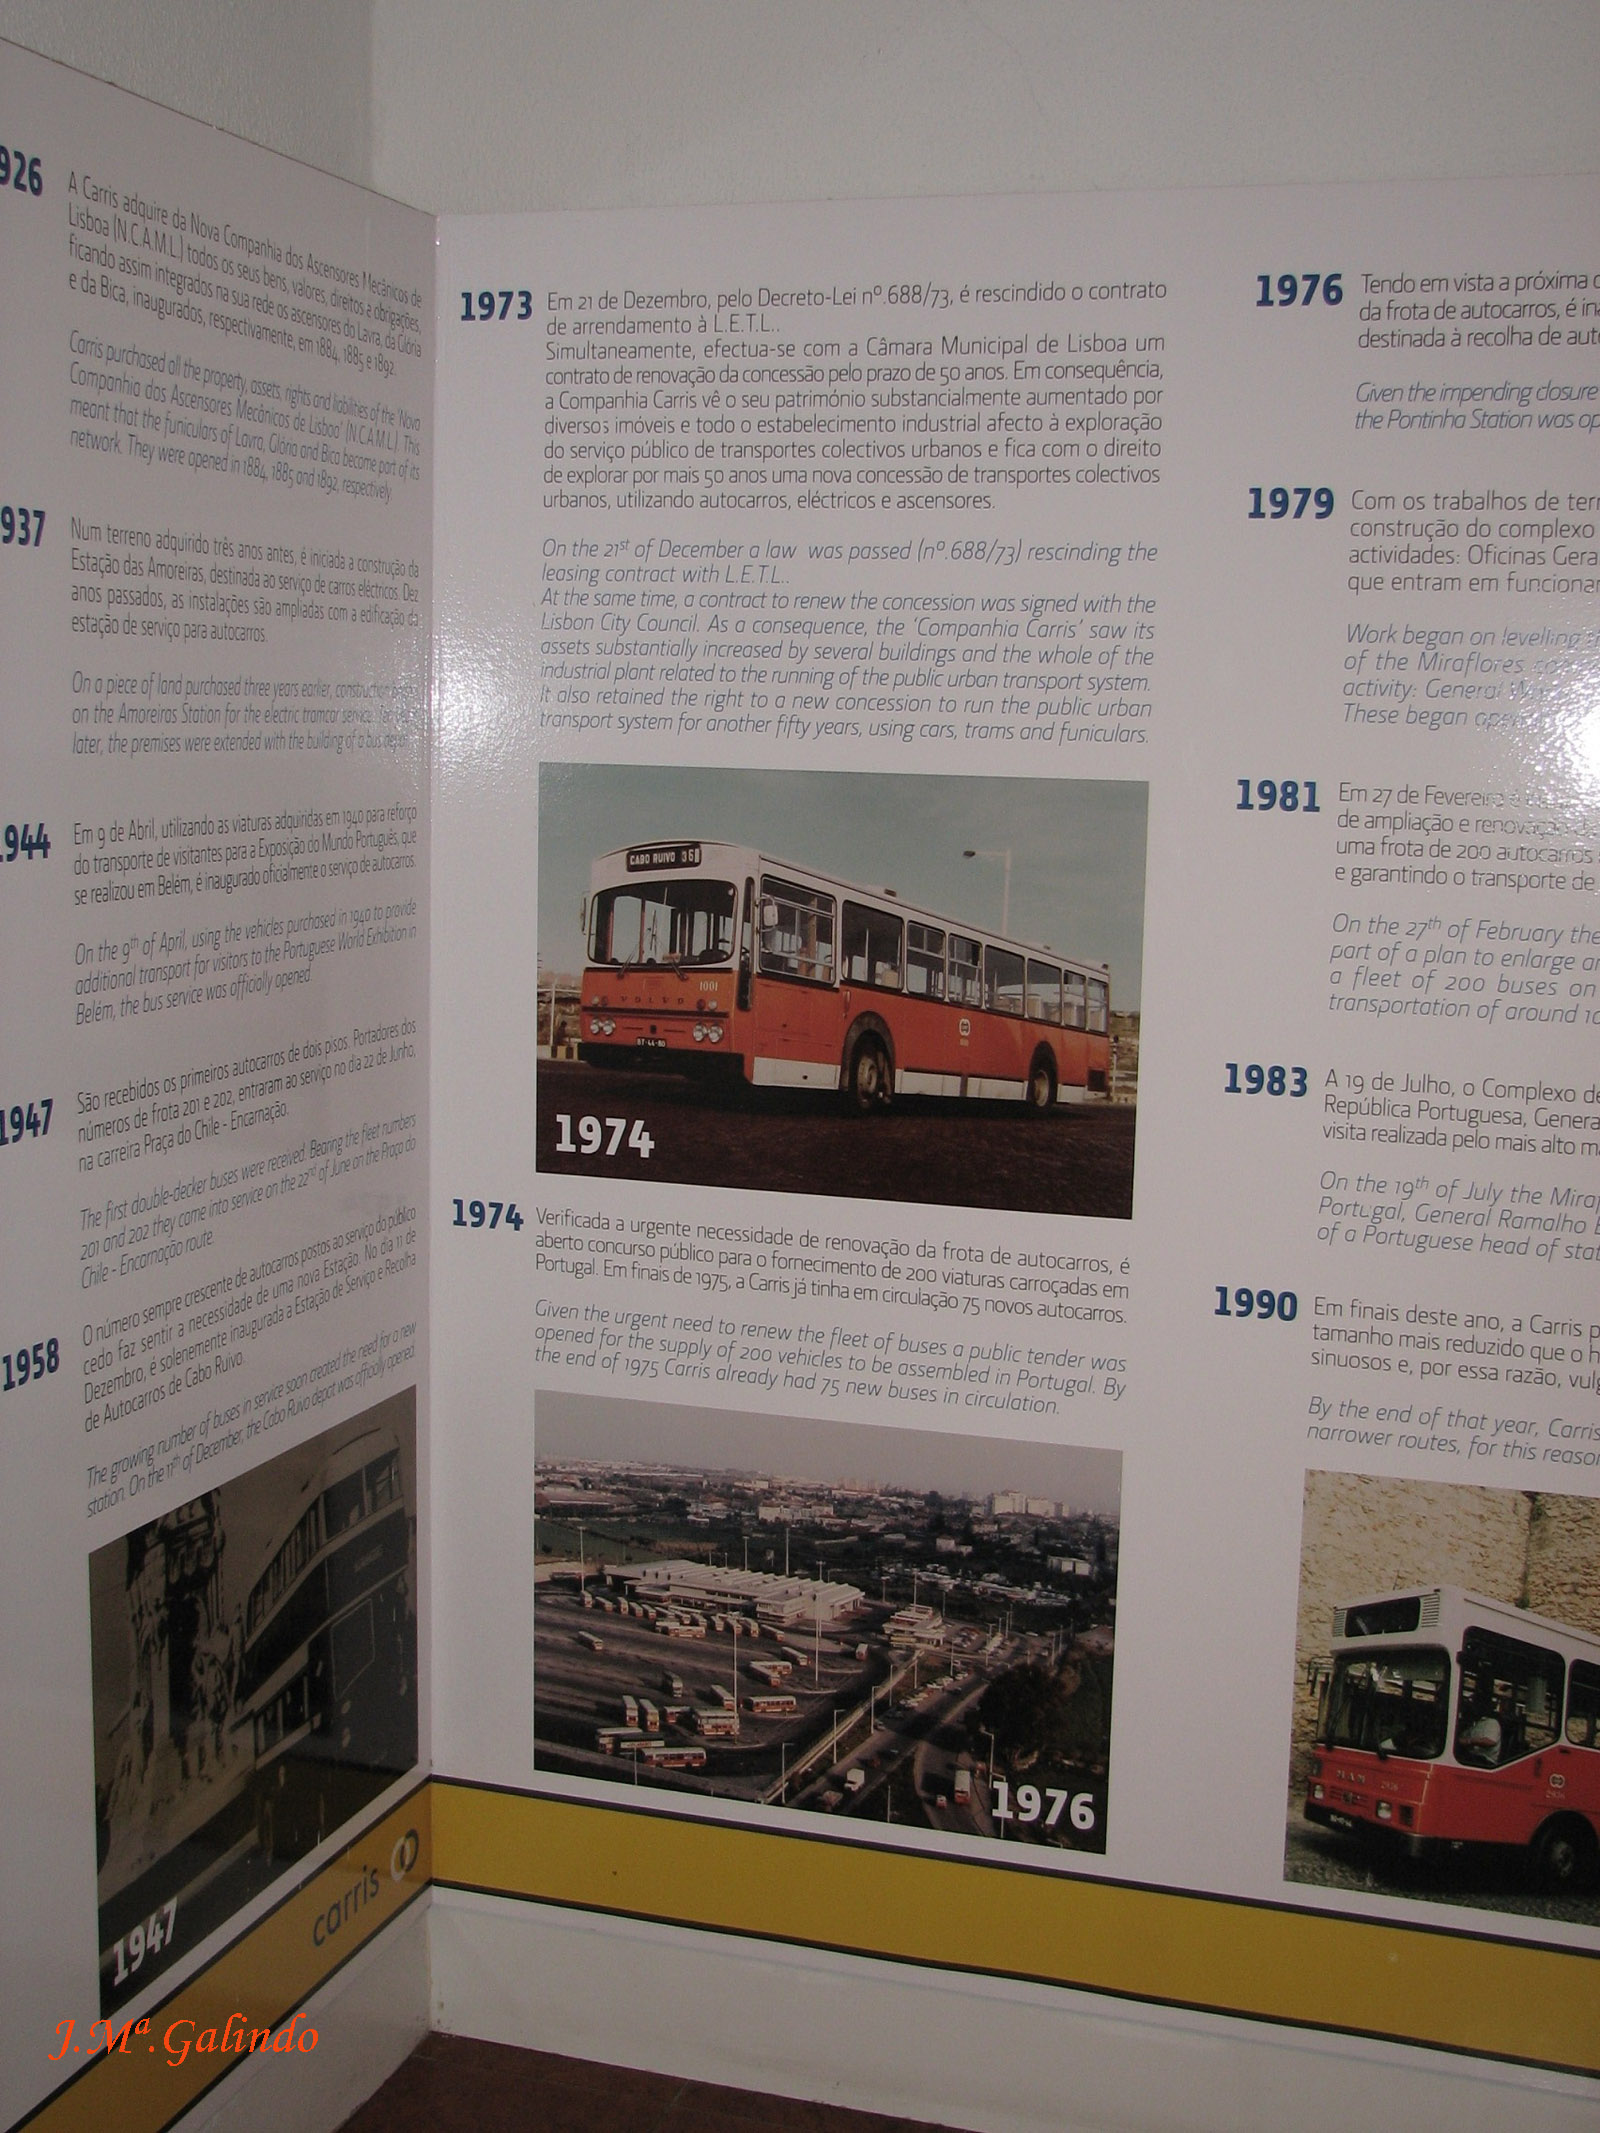 926
A Carris adquire da Nova Companhia dos Ascensores Mecânicos de
Lisboa (N.C.A.M.L.) todos os seus bens, valores, direitos e obrigações,
ficando assim integrados na sua rede os ascensores do Lavra, da Glória
e da Bica, inaugurados, respectivamente, em 1884, 1885 e 1892.
Carris purchased all the property, assets, rights and liabilities of the 'Nova
Companhia dos Ascensores Mecânicos de Lisboa' (N.C.A.M.L.). This
meant that the funiculars of Lavra, Glória and Bica became part of its
network. They were opened in 1884, 1885 and 1892, respectively.
937
Num terreno adquirido três anos antes, é iniciada a construção da
Estação das Amoreiras, destinada ao serviço de carros eléctricos. Dez
anos passados, as instalações são ampliadas com a edificação da
estação de serviço para autocarros.
On a piece of land purchased three years earlier, construction
on the Amoreiras Station for the electric tramcar service.
later, the premises were extended with the building of a bus depot.
944
Em 9 de Abril, utilizando as viaturas adquiridas em 1940 para reforço
do transporte de visitantes para a Exposição do Mundo Português, que
se realizou em Belém, é inaugurado oficialmente o serviço de autocarros.
On the 9th of April, using the vehicles purchased in 1940 to provide
additional transport for visitors to the Portuguese World Exhibition in
Belém, the bus service was officially opened.
1947
São recebidos os primeiros autocarros de dois pisos. Portadores dos
números de frota 201 e 202, entraram ao serviço no dia 22 de Junho,
na carreira Praça do Chile - Encarnação.
The first double-decker buses were received. Bearing the fleet numbers
201 and 202 they came into service on the 22nd of June on the Praça do
Chile - Encarnação route.
1958
O número sempre crescente de autocarros postos ao serviço do público
cedo faz sentir a necessidade de uma nova Estação. No dia 11 de
Dezembro, é solenemente inaugurada a Estação de Serviço e Recolha
de Autocarros de Cabo Ruivo.
The growing number of buses in service soon created the need for a new
station. On the 11th of December, the Cabo Ruivo depot was officially opened.
1947
carris
1973
Em 21 de Dezembro, pelo Decreto-Lei nº.688/73, é rescindido o contrato
de arrendamento à L.E.T.L..
Simultaneamente, efectua-se com a Câmara Municipal de Lisboa um
contrato de renovação da concessão pelo prazo de 50 anos. Em consequência,
a Companhia Carris vê o seu património substancialmente aumentado por
diversos imóveis e todo o estabelecimento industrial afecto à exploração
do serviço público de transportes colectivos urbanos e fica com o direito
de explorar por mais 50 anos uma nova concessão de transportes colectivos
urbanos, utilizando autocarros, eléctricos e ascensores.
On the 21st of December a law was passed (nº.688/73) rescinding the
leasing contract with L.E.T.L..
At the same time, a contract to renew the concession was signed with the
Lisbon City Council. As a consequence, the 'Companhia Carris' saw its
assets substantially increased by several buildings and the whole of the
industrial plant related to the running of the public urban transport system.
It also retained the right to a new concession to run the public urban
transport system for another fifty years, using cars, trams and funiculars.
CABO RUIVO 36
1001
VOLVO
BT-44-80
1974
1974
Verificada a urgente necessidade de renovação da frota de autocarros, é
aberto concurso público para o fornecimento de 200 viaturas carroçadas em
Portugal. Em finais de 1975, a Carris já tinha em circulação 75 novos autocarros.
Given the urgent need to renew the fleet of buses a public tender was
opened for the supply of 200 vehicles to be assembled in Portugal. By
the end of 1975 Carris already had 75 new buses in circulation.
1976
1976
Tendo em vista a próxima
da frota de autocarros, é
destinada à recolha de
Given the impending closure
the Pontinha Station was
1979
Com os trabalhos de
construção do complexo
actividades: Oficinas
que entram em
Work began on levelling
of the Miraflores
activity: General
These began
1981
Em 27 de Fevereiro
de ampliação e renovação
uma frota de 200 autocarros
e garantindo o transporte de
On the 27th of February the
part of a plan to enlarge
a fleet of 200 buses on
transportation of around
1983
A 19 de Julho, o Complexo de
República Portuguesa,
visita realizada pelo mais alto
On the 19th of July the
Portugal, General Ramalho
of a Portuguese head of
1990
Em finais deste ano, a Carris
tamanho mais reduzido que o
sinuosos e, por essa razão,
By the end of that year, Carris
narrower routes, for this reason
MAN 2926
J.Mª.Galindo